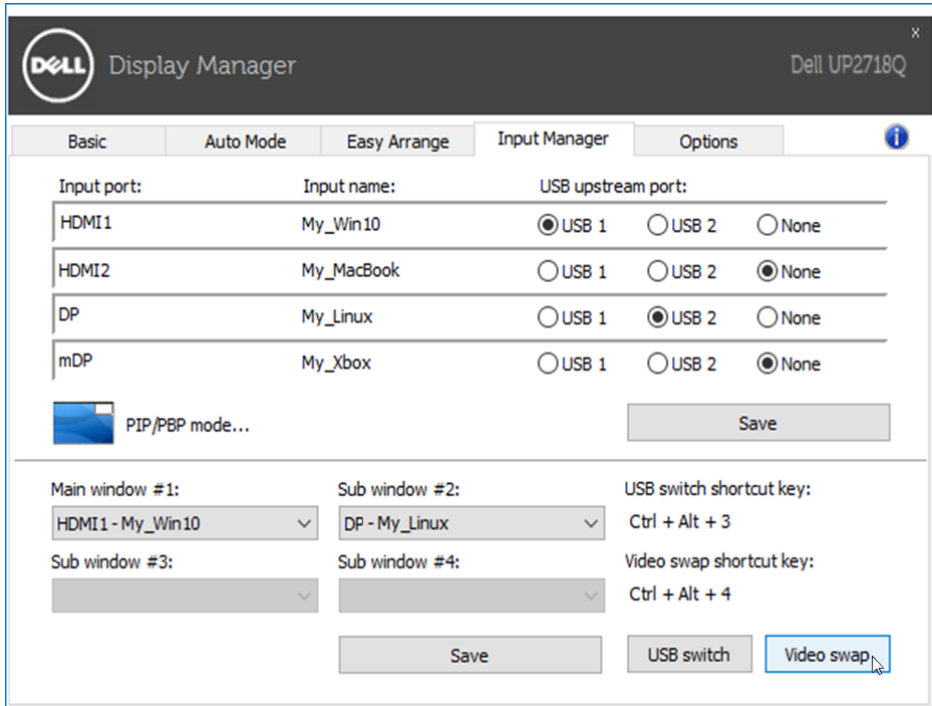 x
DELL Display Manager Dell UP2718Q
Basic Auto Mode Easy Arrange Input Manager Options i
Input port: Input name: USB upstream port:
HDMI1 My_Win10 USB 1 USB 2 None
HDMI2 My_MacBook USB 1 USB 2 None
DP My_Linux USB 1 USB 2 None
mDP My_Xbox USB 1 USB 2 None
PIP/PBP mode... Save
Main window #1: Sub window #2: USB switch shortcut key:
HDMI1 - My_Win10 DP - My_Linux Ctrl + Alt + 3
Sub window #3: Sub window #4: Video swap shortcut key:
Ctrl + Alt + 4
Save USB switch Video swap